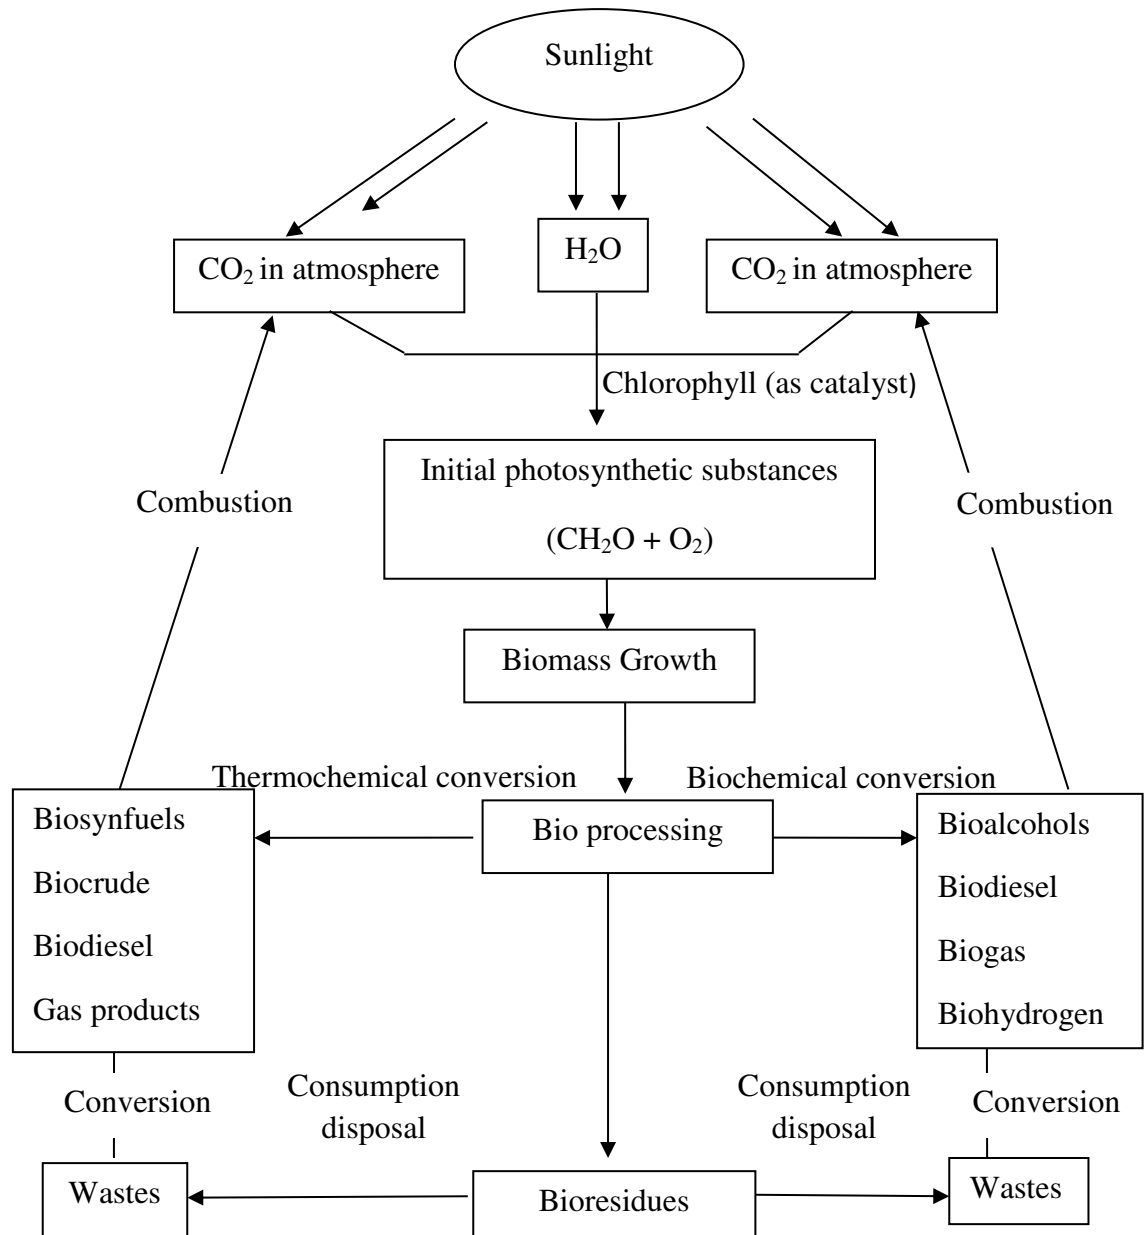 Sunlight
CO₂ in atmosphere
H₂O
CO₂ in atmosphere
Chlorophyll (as catalyst)
Initial photosynthetic substances
(CH₂O + O₂)
Combustion
Combustion
Biomass Growth
Thermochemical conversion
Biochemical conversion
Bio processing
Biosynfuels
Biocrude
Biodiesel
Gas products
Bioalcohols
Biodiesel
Biogas
Biohydrogen
Conversion
Consumption
disposal
Consumption
disposal
Conversion
Wastes
Bioresidues
Wastes